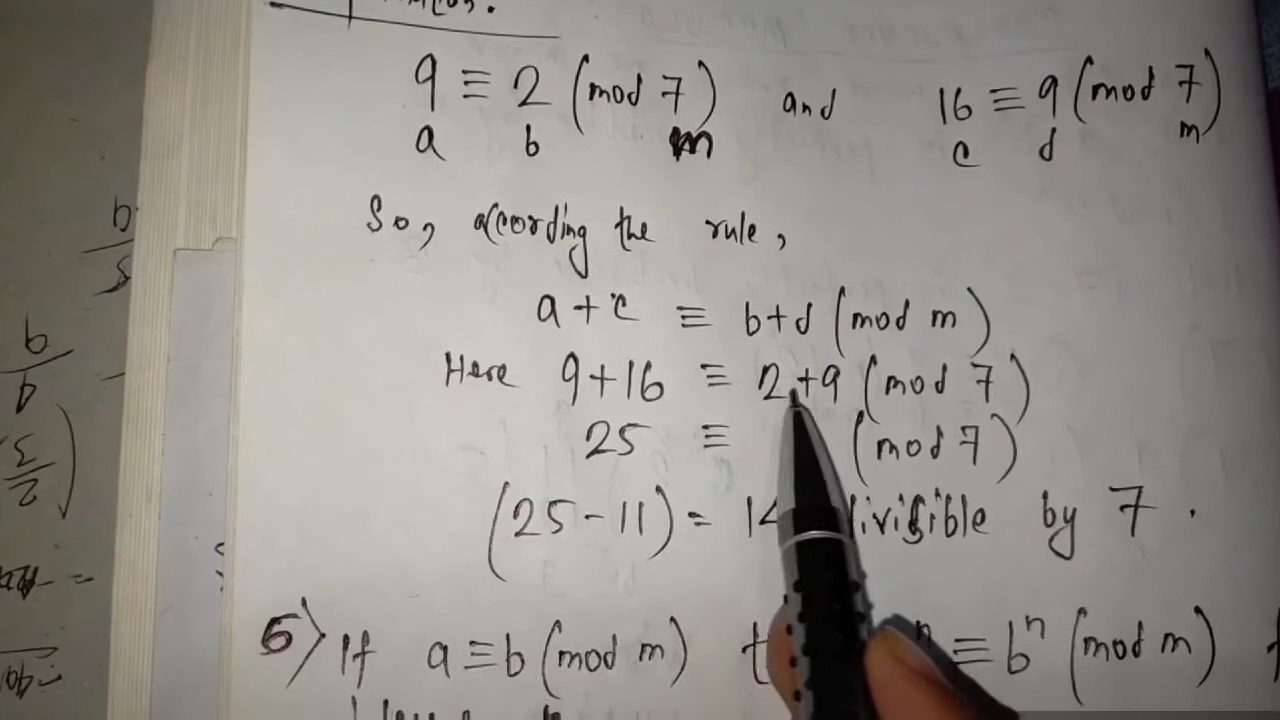 9 ≡ 2 (mod 7) and 16 ≡ 9 (mod 7)
a b m c d m
So, according the rule,
a + c ≡ b+d (mod m)
Here 9+16 ≡ 2+9 (mod 7)
25 ≡ (mod 7)
(25-11) = 14 divisible by 7.
5) If a ≡ b (mod m) n ≡ bⁿ (mod m)